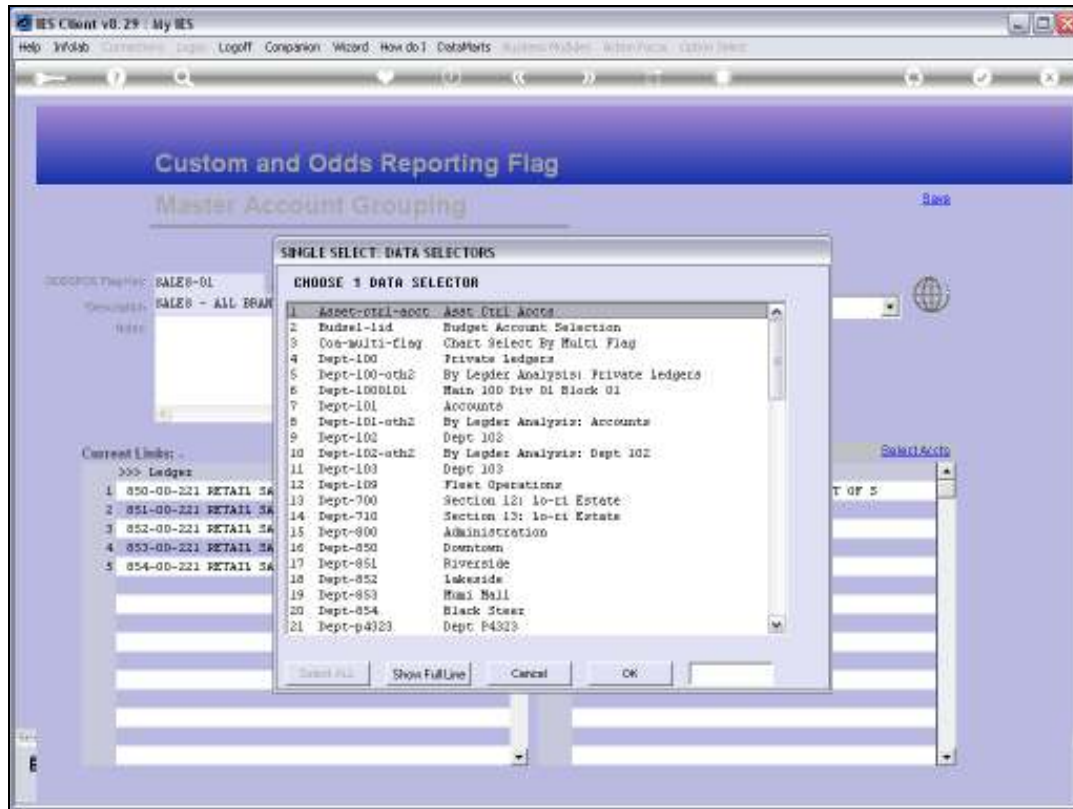 IES Client v8.29 : My IES
Help Infolab Logoff Companion Wizard How do I DataMarts
Custom and Odds Reporting Flag
Master Account Grouping
Save
SALES-01
SALES - ALL BRAN
Notes
SINGLE SELECT: DATA SELECTORS
CHOOSE 1 DATA SELECTOR
1 Asset-ctrl-acct Asst Ctrl Accts
2 Budsel-lid Budget Account Selection
3 Coa-multi-flag Chart Select By Multi Flag
4 Dept-100 Private Ledgers
5 Dept-100-oth2 By Legder Analysis: Private Ledgers
6 Dept-1000101 Main 100 Div 01 Block 01
7 Dept-101 Accounts
8 Dept-101-oth2 By Legder Analysis: Accounts
9 Dept-102 Dept 102
10 Dept-102-oth2 By Legder Analysis: Dept 102
11 Dept-103 Dept 103
12 Dept-109 Fleet Operations
13 Dept-700 Section 12: lo-ri Estate
14 Dept-710 Section 13: lo-ri Estate
15 Dept-800 Administration
16 Dept-850 Downtown
17 Dept-851 Riverside
18 Dept-852 Lakeside
19 Dept-853 Mimi Mall
20 Dept-854 Black Steer
21 Dept-p4323 Dept P4323
Select ALL Show Full Line Cancel OK
Current Links: -
Select Accts
>>> Ledger
1 850-00-221 RETAIL SA
T OF S
2 851-00-221 RETAIL SA
3 852-00-221 RETAIL SA
4 853-00-221 RETAIL SA
5 854-00-221 RETAIL SA